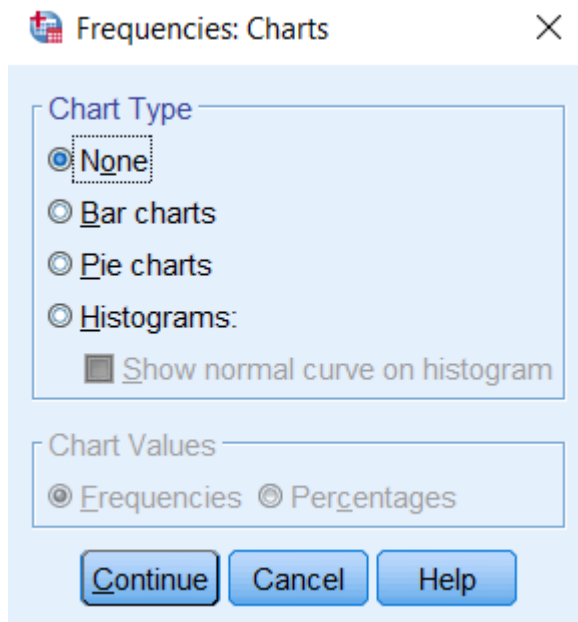 Frequencies: Charts
Chart Type
None
Bar charts
Pie charts
Histograms:
Show normal curve on histogram
Chart Values
Frequencies Percentages
Continue Cancel Help